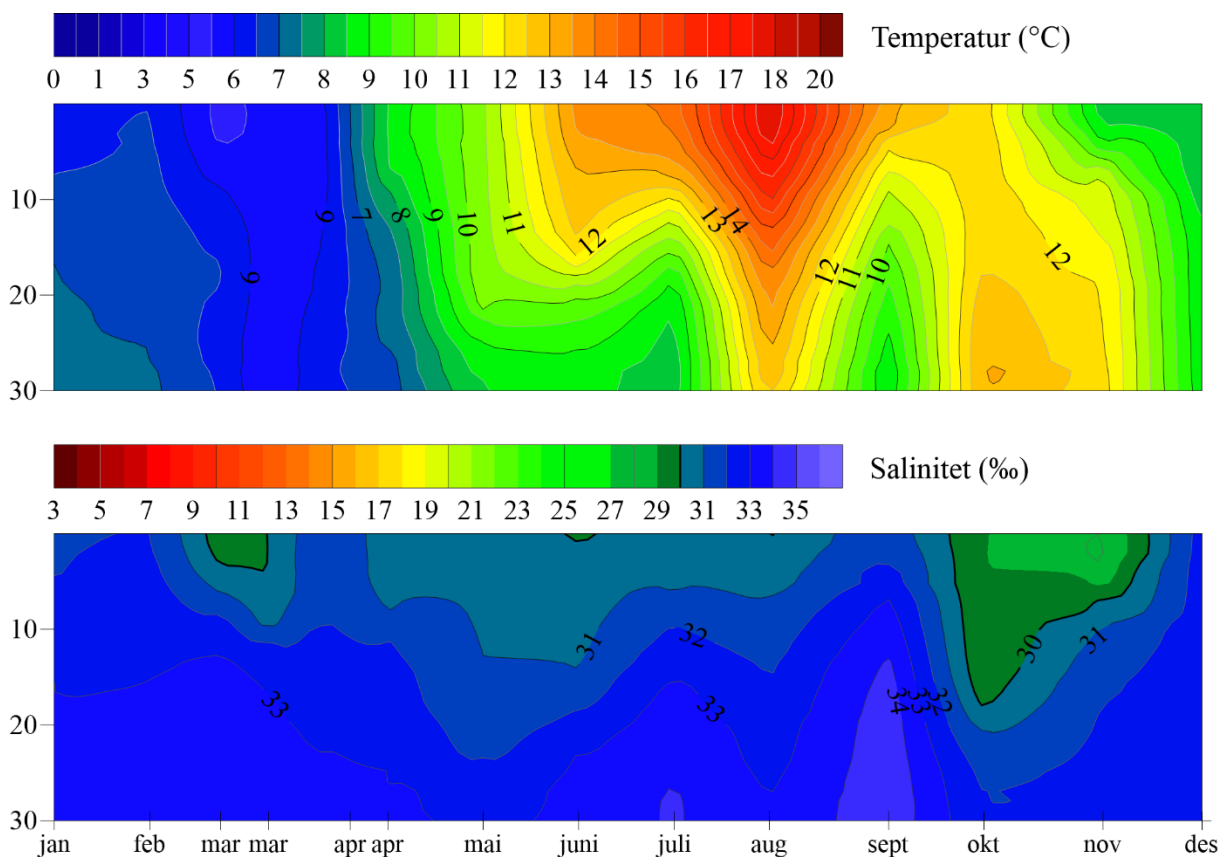 Temperatur (°C)
0 1 3 5 6 7 8 9 10 11 12 13 14 15 16 17 18 20
10
20
30
6 6 7 8 9 10 11 12 13 14 12 11 10 12
Salinitet (‰)
3 5 7 9 11 13 15 17 19 21 23 25 27 29 31 33 35
10
20
30
33 31 32 33 34 33 32 30 31
jan feb mar mar apr apr mai juni juli aug sept okt nov des